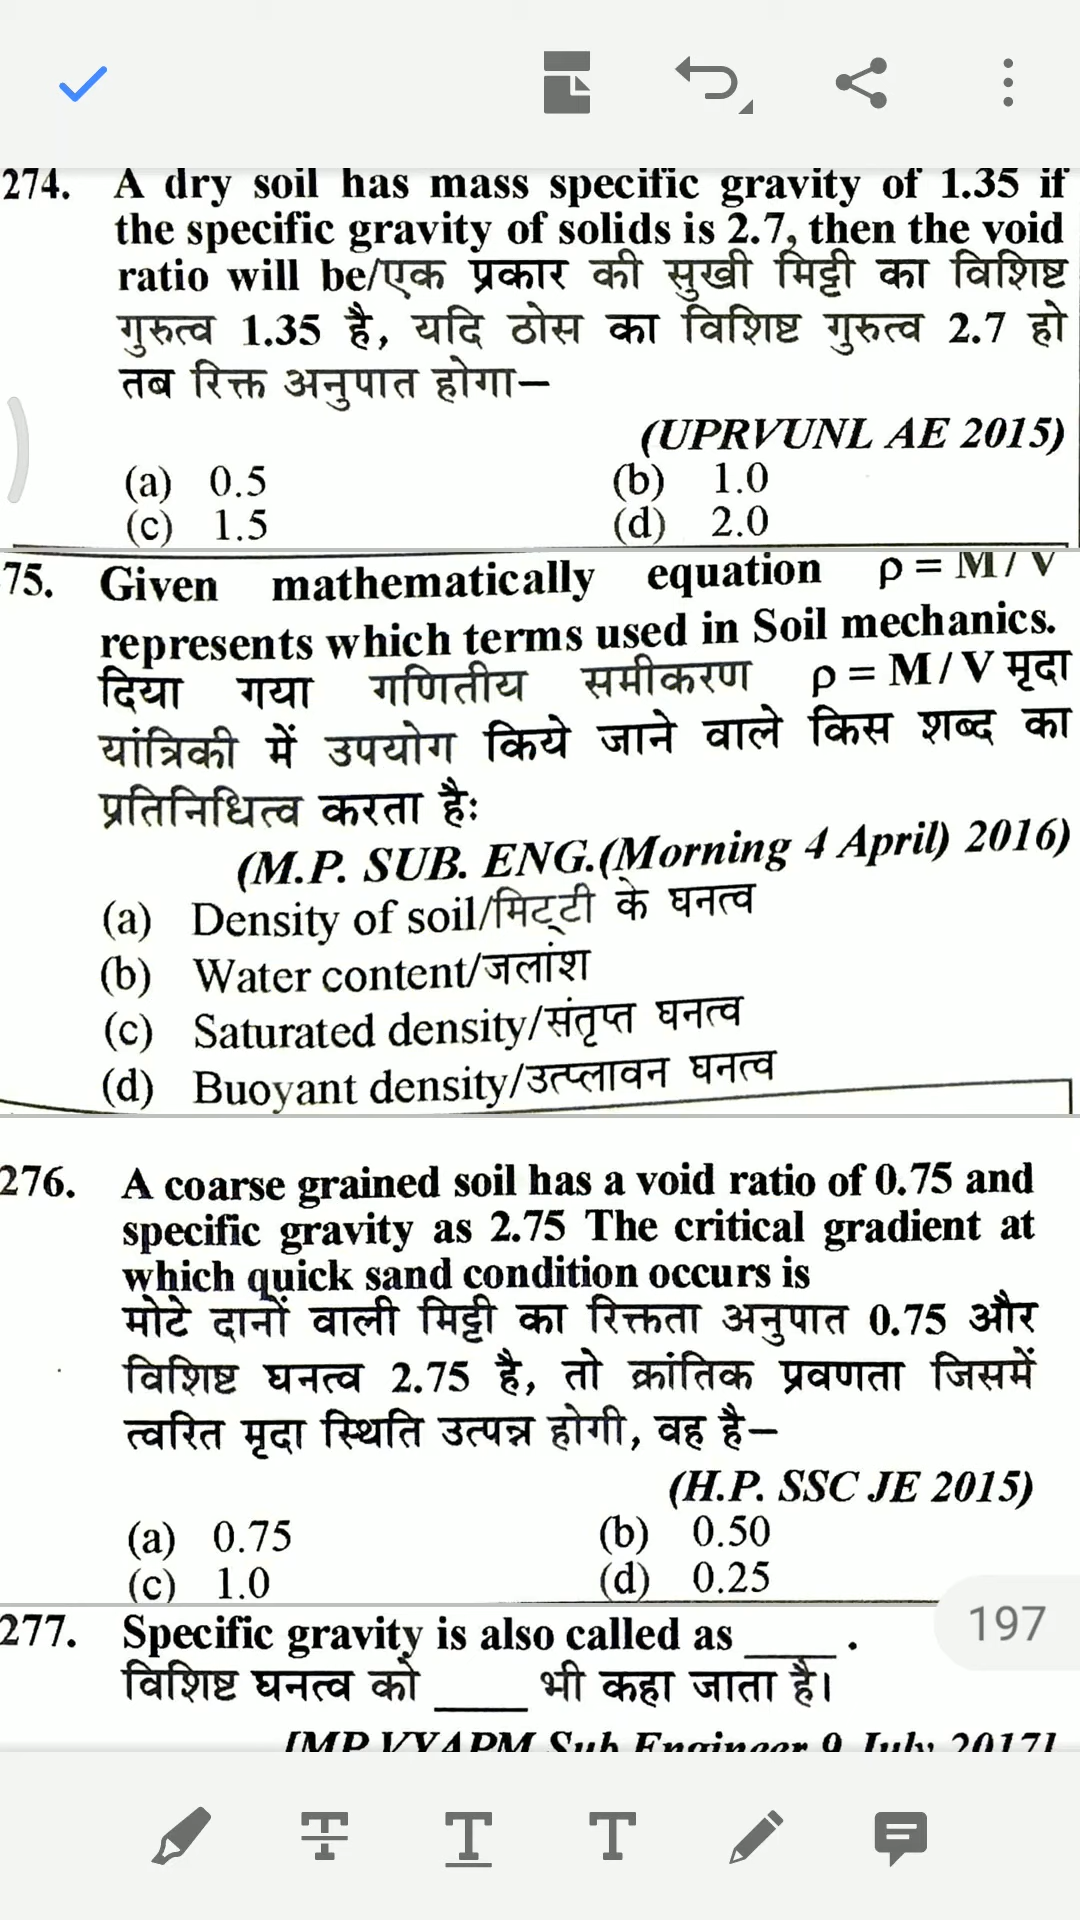 274. A dry soil has mass specific gravity of 1.35 if
the specific gravity of solids is 2.7, then the void
ratio will be/एक प्रकार की सुखी मिट्टी का विशिष्ट
गुरुत्व 1.35 है, यदि ठोस का विशिष्ट गुरुत्व 2.7 हो
तब रिक्त अनुपात होगा–
(UPRVUNL AE 2015)
(a) 0.5 (b) 1.0
(c) 1.5 (d) 2.0
75. Given mathematically equation ρ = M / V
represents which terms used in Soil mechanics.
दिया गया गणितीय समीकरण ρ = M / V मृदा
यांत्रिकी में उपयोग किये जाने वाले किस शब्द का
प्रतिनिधित्व करता हैः
(M.P. SUB. ENG.(Morning 4 April) 2016)
(a) Density of soil/मिट्‌टी के घनत्व
(b) Water content/जलांश
(c) Saturated density/संतृप्त घनत्व
(d) Buoyant density/उत्प्लावन घनत्व
276. A coarse grained soil has a void ratio of 0.75 and
specific gravity as 2.75 The critical gradient at
which quick sand condition occurs is
मोटे दानों वाली मिट्टी का रिक्तता अनुपात 0.75 और
विशिष्ट घनत्व 2.75 है, तो क्रांतिक प्रवणता जिसमें
त्वरित मृदा स्थिति उत्पन्न होगी, वह है–
(H.P. SSC JE 2015)
(a) 0.75 (b) 0.50
(c) 1.0 (d) 0.25
197
277. Specific gravity is also called as ____ .
विशिष्ट घनत्व को ____ भी कहा जाता है।
[MP VYAPM Sub Engineer 9 July 2017]